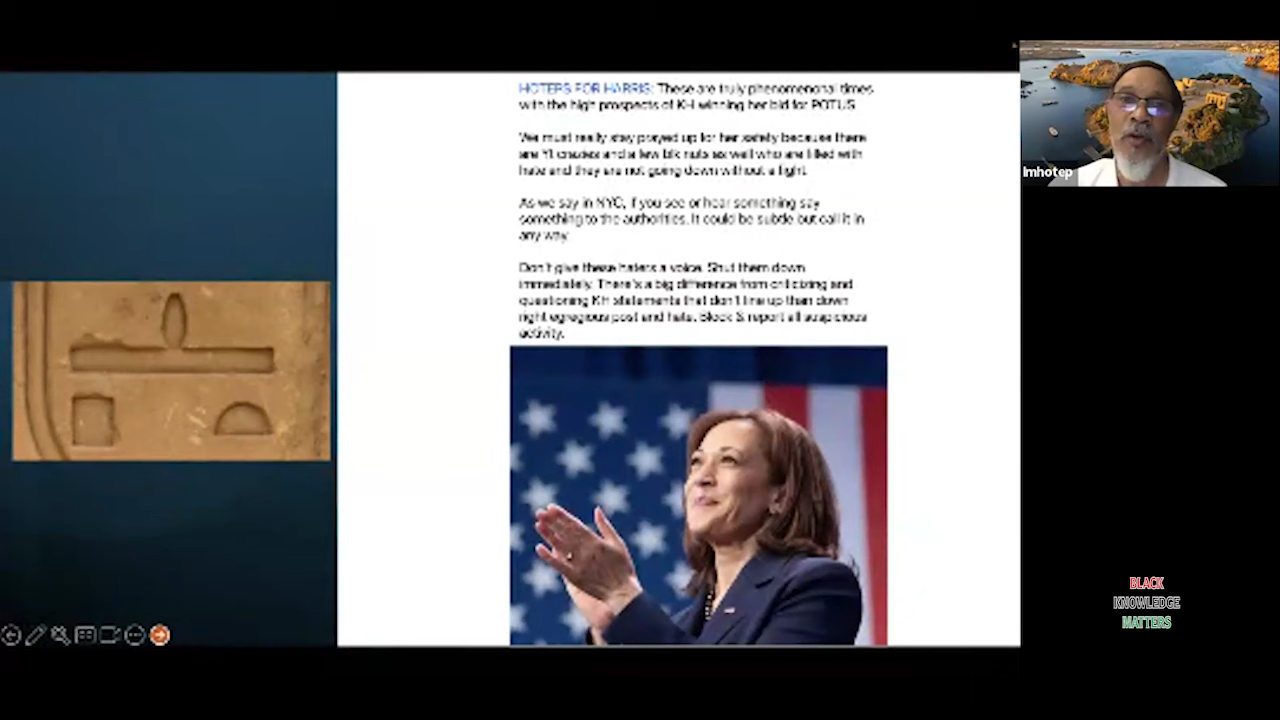 HOTEPS FOR HARRIS: These are truly phenomenonal times
with the high prospects of KH winning her bid for POTUS
We must really stay prayed up for her safety because there
are YT crazies and a few blk nuts as well who are filled with
hate and they are not going down without a fight.
As we say in NYC, if you see or hear something say
something to the authorities. It could be subtle but call it in
any way.
Don't give these haters a voice. Shut them down
immediately. There's a big difference from criticizing and
questioning KH statements that don't line up than down
right egregious post and hate. Block & report all suspicious
activity.
Imhotep
BLACK
KNOWLEDGE
MATTERS